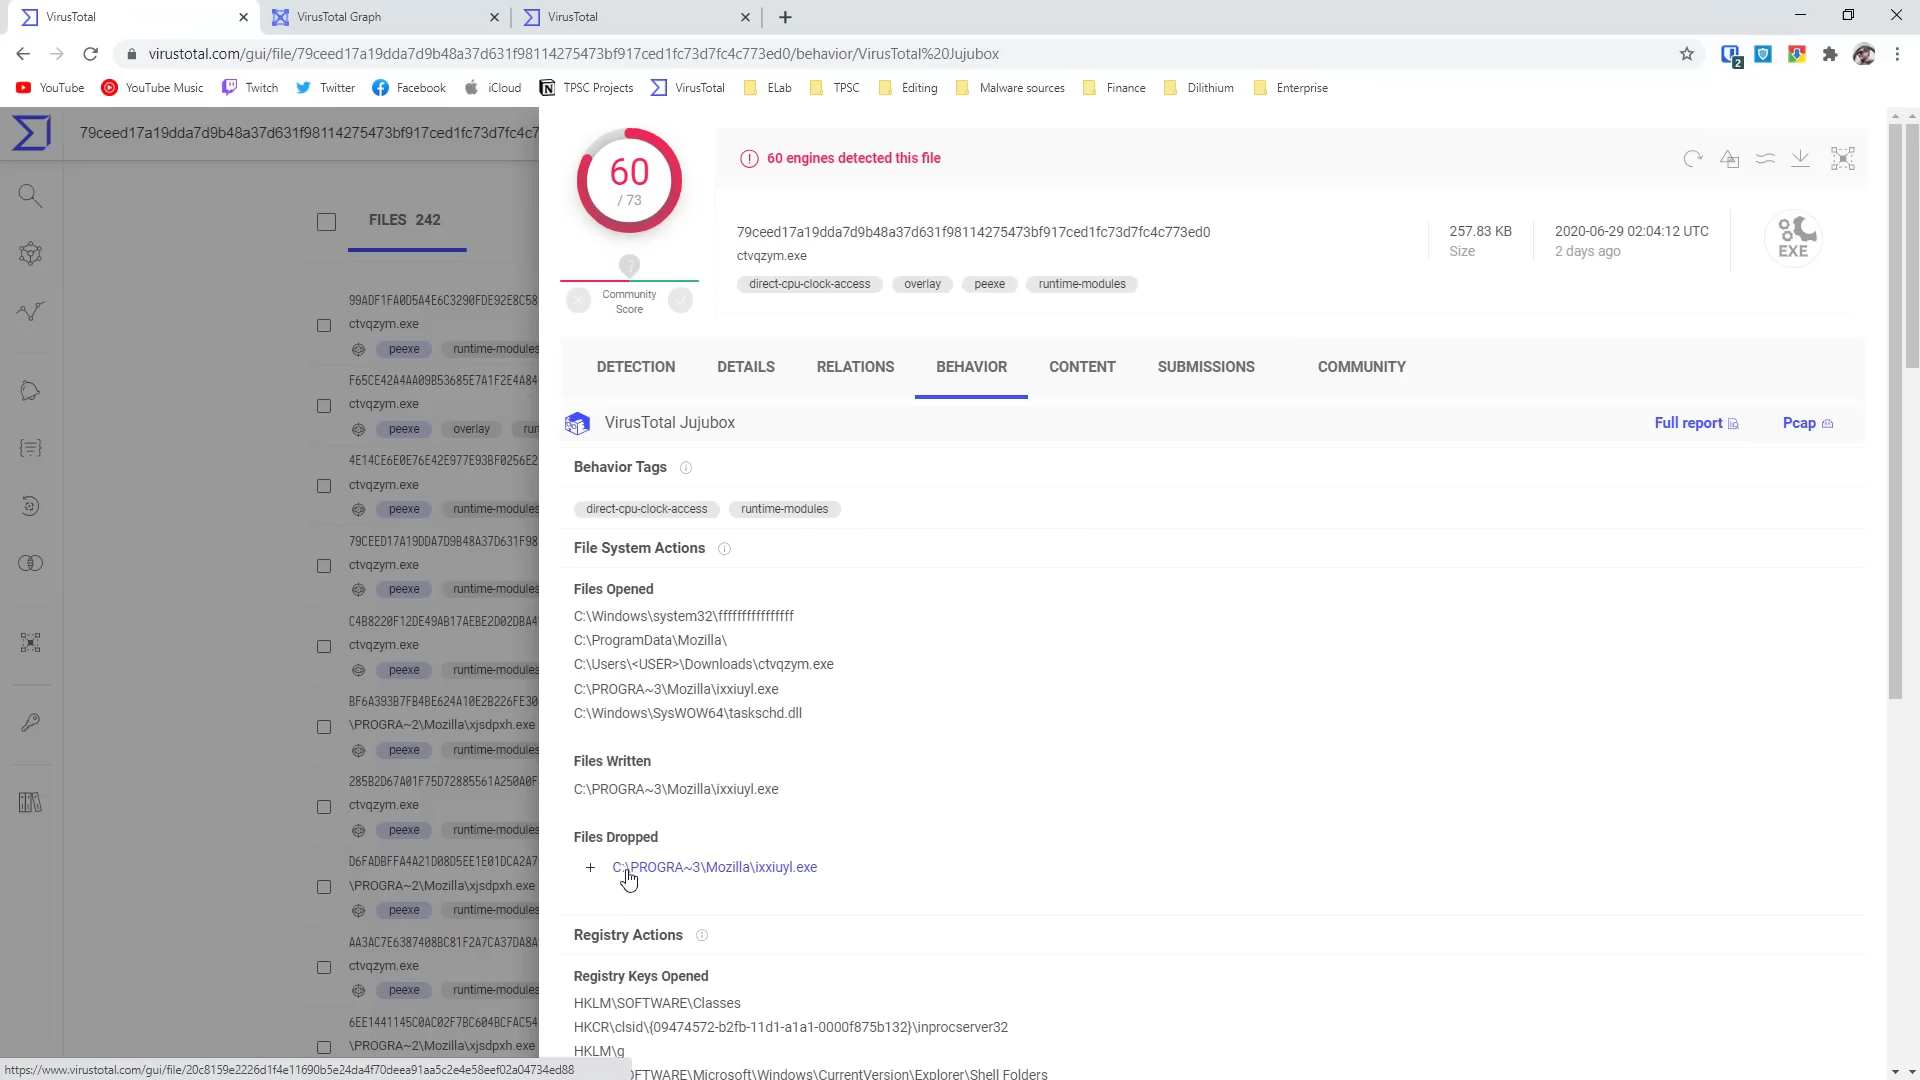 VirusTotal
VirusTotal Graph
VirusTotal
virustotal.com/gui/file/79ceed17a19dda7d9b48a37d631f98114275473bf917ced1fc73d7fc4c773ed0/behavior/VirusTotal%20Jujubox
2
YouTube
YouTube Music
Twitch
Twitter
Facebook
iCloud
TPSC Projects
VirusTotal
ELab
TPSC
Editing
Malware sources
Finance
Dilithium
Enterprise
79ceed17a19dda7d9b48a37d631f98114275473bf917ced1fc73d7fc4c7
FILES 242
99ADF1FA0D5A4E6C3290FDE92E8C58
ctvqzym.exe
peexe runtime-modules
F65CE42A4AA09B53685E7A1F2E4A84
ctvqzym.exe
peexe overlay run
4E14CE6E0E76E42E977E93BF0256E2
ctvqzym.exe
peexe runtime-modules
79CEED17A19DDA7D9B48A37D631F98
ctvqzym.exe
peexe runtime-modules
C4B8220F12DE49AB17AEBE2D02DBA4
ctvqzym.exe
peexe runtime-modules
BF6A393B7FB4BE624A10E2B226FE30
\PROGRA~2\Mozilla\xjsdpxh.exe
peexe runtime-modules
285B2D67A01F75D72885561A250A0F
ctvqzym.exe
peexe runtime-modules
D6FADBFFA4A21D08D5EE1E01DCA2A7
\PROGRA~2\Mozilla\xjsdpxh.exe
peexe runtime-modules
AA3AC7E6387408BC81F2A7CA37DA8A
ctvqzym.exe
peexe runtime-modules
6EE1441145C0AC02F7BC604BCFAC54
\PROGRA~2\Mozilla\xjsdpxh.exe
60
/ 73
?
Community
Score
60 engines detected this file
79ceed17a19dda7d9b48a37d631f98114275473bf917ced1fc73d7fc4c773ed0
ctvqzym.exe
direct-cpu-clock-access overlay peexe runtime-modules
257.83 KB
Size
2020-06-29 02:04:12 UTC
2 days ago
EXE
DETECTION DETAILS RELATIONS BEHAVIOR CONTENT SUBMISSIONS COMMUNITY
VirusTotal Jujubox
Full report
Pcap
Behavior Tags
direct-cpu-clock-access runtime-modules
File System Actions
Files Opened
C:\Windows\system32\ffffffffffffffff
C:\ProgramData\Mozilla\
C:\Users\<USER>\Downloads\ctvqzym.exe
C:\PROGRA~3\Mozilla\ixxiuyl.exe
C:\Windows\SysWOW64\taskschd.dll
Files Written
C:\PROGRA~3\Mozilla\ixxiuyl.exe
Files Dropped
+ C:\PROGRA~3\Mozilla\ixxiuyl.exe
Registry Actions
Registry Keys Opened
HKLM\SOFTWARE\Classes
HKCR\clsid\{09474572-b2fb-11d1-a1a1-0000f875b132}\inprocserver32
HKLM\g
FTWARE\Microsoft\Windows\CurrentVersion\Explorer\Shell Folders
https://www.virustotal.com/gui/file/20c8159e2226d1f4e11690b5e24da4f70deea91aa5c2e4e58eef02a04734ed88